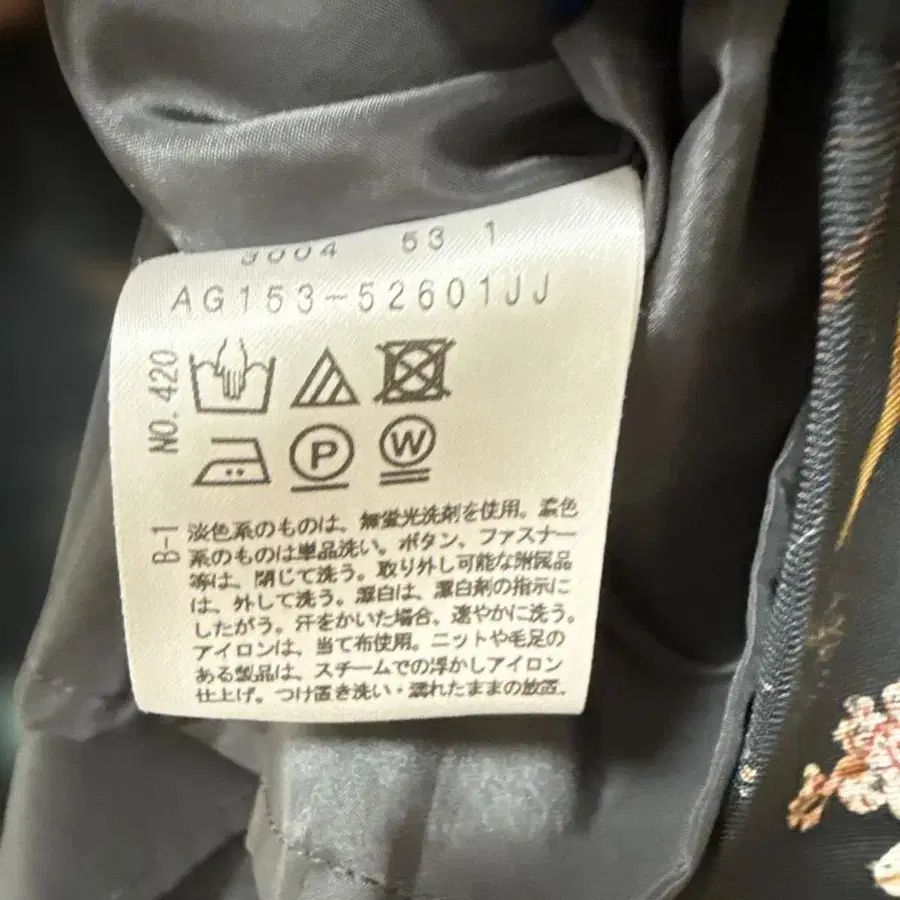 3004 53 1
AG153-52601JJ
NO. 420
P W
B-1
淡色系のものは、無蛍光洗剤を使用。濃色
系のものは単品洗い。ボタン、ファスナー
等は、閉じて洗う。取り外し可能な附属品
は、外して洗う。漂白は、漂白剤の指示に
したがう。汗をかいた場合、速やかに洗う。
アイロンは、当て布使用。ニットや毛足の
ある製品は、スチームでの浮かしアイロン
仕上げ。つけ置き洗い・濡れたままの放置、